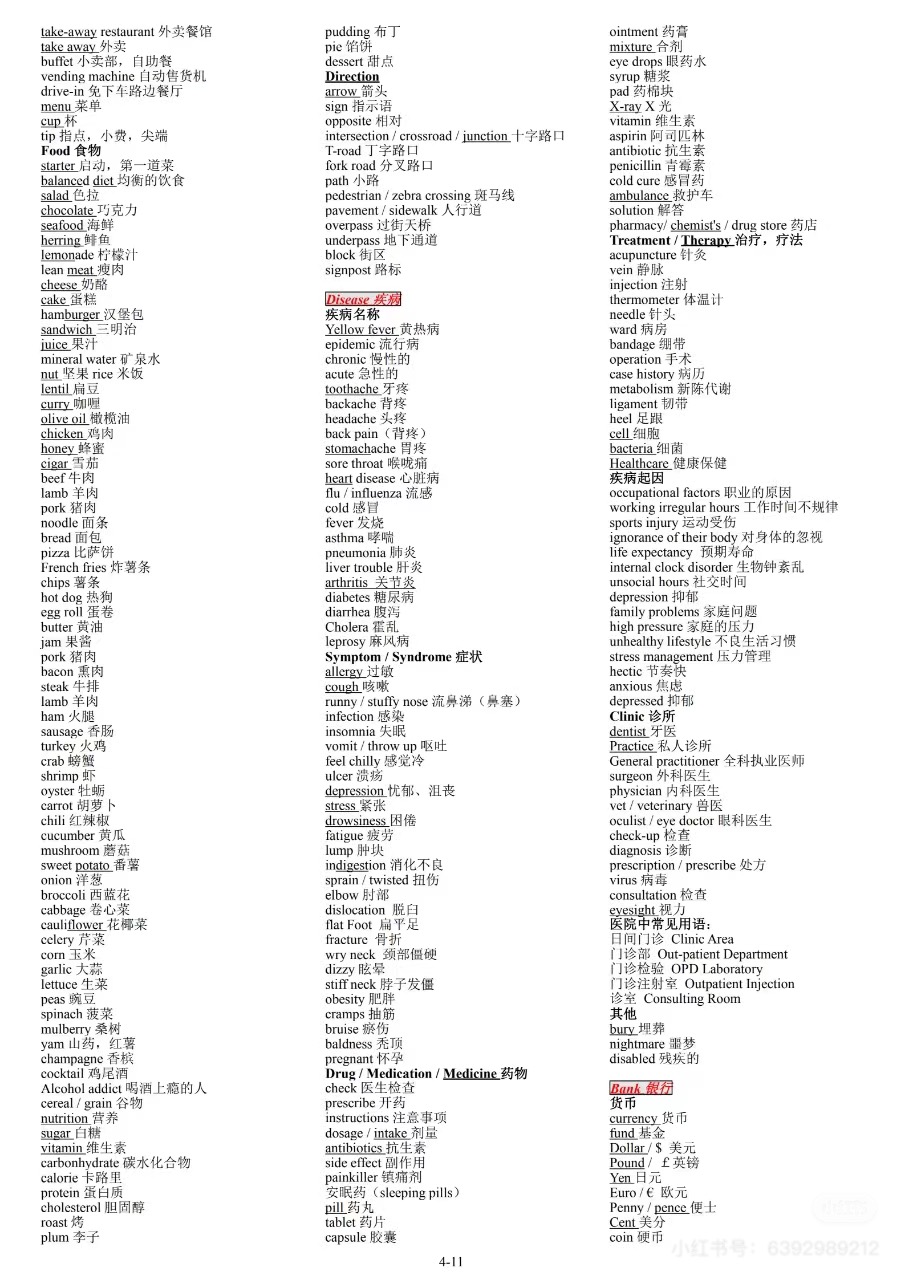 take-away restaurant 外卖餐馆
take away 外卖
buffet 小卖部，自助餐
vending machine 自动售货机
drive-in 免下车路边餐厅
menu 菜单
cup 杯
tip 指点，小费，尖端
Food 食物
starter 启动，第一道菜
balanced diet 均衡的饮食
salad 色拉
chocolate 巧克力
seafood 海鲜
herring 鲱鱼
lemonade 柠檬汁
lean meat 瘦肉
cheese 奶酪
cake 蛋糕
hamburger 汉堡包
sandwich 三明治
juice 果汁
mineral water 矿泉水
nut 坚果 rice 米饭
lentil 扁豆
curry 咖喱
olive oil 橄榄油
chicken 鸡肉
honey 蜂蜜
cigar 雪茄
beef 牛肉
lamb 羊肉
pork 猪肉
noodle 面条
bread 面包
pizza 比萨饼
French fries 炸薯条
chips 薯条
hot dog 热狗
egg roll 蛋卷
butter 黄油
jam 果酱
pork 猪肉
bacon 熏肉
steak 牛排
lamb 羊肉
ham 火腿
sausage 香肠
turkey 火鸡
crab 螃蟹
shrimp 虾
oyster 牡蛎
carrot 胡萝卜
chili 红辣椒
cucumber 黄瓜
mushroom 蘑菇
sweet potato 番薯
onion 洋葱
broccoli 西蓝花
cabbage 卷心菜
cauliflower 花椰菜
celery 芹菜
corn 玉米
garlic 大蒜
lettuce 生菜
peas 豌豆
spinach 菠菜
mulberry 桑树
yam 山药，红薯
champagne 香槟
cocktail 鸡尾酒
Alcohol addict 喝酒上瘾的人
cereal / grain 谷物
nutrition 营养
sugar 白糖
vitamin 维生素
carbonhydrate 碳水化合物
calorie 卡路里
protein 蛋白质
cholesterol 胆固醇
roast 烤
plum 李子
pudding 布丁
pie 馅饼
dessert 甜点
Direction
arrow 箭头
sign 指示语
opposite 相对
intersection / crossroad / junction 十字路口
T-road 丁字路口
fork road 分叉路口
path 小路
pedestrian / zebra crossing 斑马线
pavement / sidewalk 人行道
overpass 过街天桥
underpass 地下通道
block 街区
signpost 路标
Disease 疾病
疾病名称
Yellow fever 黄热病
epidemic 流行病
chronic 慢性的
acute 急性的
toothache 牙疼
backache 背疼
headache 头疼
back pain（背疼）
stomachache 胃疼
sore throat 喉咙痛
heart disease 心脏病
flu / influenza 流感
cold 感冒
fever 发烧
asthma 哮喘
pneumonia 肺炎
liver trouble 肝炎
arthritis 关节炎
diabetes 糖尿病
diarrhea 腹泻
Cholera 霍乱
leprosy 麻风病
Symptom / Syndrome 症状
allergy 过敏
cough 咳嗽
runny / stuffy nose 流鼻涕（鼻塞）
infection 感染
insomnia 失眠
vomit / throw up 呕吐
feel chilly 感觉冷
ulcer 溃疡
depression 忧郁、沮丧
stress 紧张
drowsiness 困倦
fatigue 疲劳
lump 肿块
indigestion 消化不良
sprain / twisted 扭伤
elbow 肘部
dislocation 脱臼
flat Foot 扁平足
fracture 骨折
wry neck 颈部僵硬
dizzy 眩晕
stiff neck 脖子发僵
obesity 肥胖
cramps 抽筋
bruise 瘀伤
baldness 秃顶
pregnant 怀孕
Drug / Medication / Medicine 药物
check 医生检查
prescribe 开药
instructions 注意事项
dosage / intake 剂量
antibiotics 抗生素
side effect 副作用
painkiller 镇痛剂
安眠药（sleeping pills）
pill 药丸
tablet 药片
capsule 胶囊
ointment 药膏
mixture 合剂
eye drops 眼药水
syrup 糖浆
pad 药棉块
X-ray X 光
vitamin 维生素
aspirin 阿司匹林
antibiotic 抗生素
penicillin 青霉素
cold cure 感冒药
ambulance 救护车
solution 解答
pharmacy/ chemist's / drug store 药店
Treatment / Therapy 治疗，疗法
acupuncture 针灸
vein 静脉
injection 注射
thermometer 体温计
needle 针头
ward 病房
bandage 绷带
operation 手术
case history 病历
metabolism 新陈代谢
ligament 韧带
heel 足跟
cell 细胞
bacteria 细菌
Healthcare 健康保健
疾病起因
occupational factors 职业的原因
working irregular hours 工作时间不规律
sports injury 运动受伤
ignorance of their body 对身体的忽视
life expectancy 预期寿命
internal clock disorder 生物钟紊乱
unsocial hours 社交时间
depression 抑郁
family problems 家庭问题
high pressure 家庭的压力
unhealthy lifestyle 不良生活习惯
stress management 压力管理
hectic 节奏快
anxious 焦虑
depressed 抑郁
Clinic 诊所
dentist 牙医
Practice 私人诊所
General practitioner 全科执业医师
surgeon 外科医生
physician 内科医生
vet / veterinary 兽医
oculist / eye doctor 眼科医生
check-up 检查
diagnosis 诊断
prescription / prescribe 处方
virus 病毒
consultation 检查
eyesight 视力
医院中常见用语：
日间门诊 Clinic Area
门诊部 Out-patient Department
门诊检验 OPD Laboratory
门诊注射室 Outpatient Injection
诊室 Consulting Room
其他
bury 埋葬
nightmare 噩梦
disabled 残疾的
Bank 银行
货币
currency 货币
fund 基金
Dollar / $ 美元
Pound / ￡英镑
Yen 日元
Euro / € 欧元
Penny / pence 便士
Cent 美分
coin 硬币
小红书号：6392989212
4-11